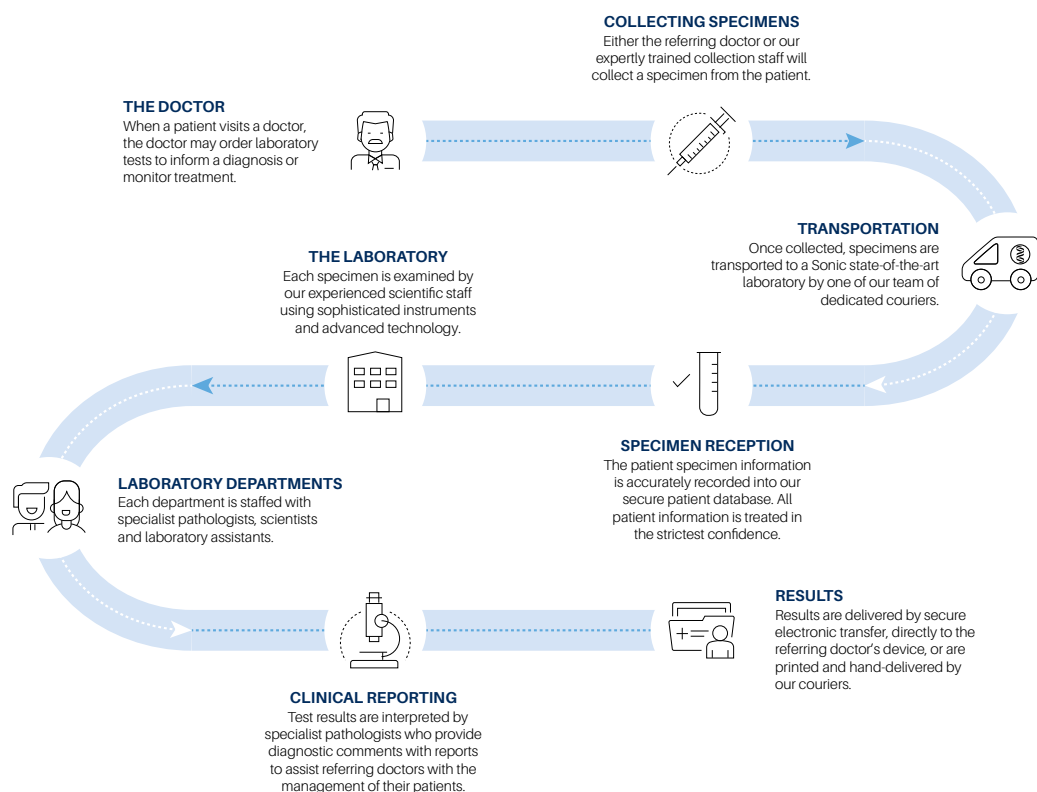 COLLECTING SPECIMENS
Either the referring doctor or our
expertly trained collection staff will
collect a specimen from the patient.
THE DOCTOR
When a patient visits a doctor,
the doctor may order laboratory
tests to inform a diagnosis or
monitor treatment.
TRANSPORTATION
Once collected, specimens are
transported to a Sonic state-of-the-art
laboratory by one of our team of
dedicated couriers.
THE LABORATORY
Each specimen is examined by
our experienced scientific staff
using sophisticated instruments
and advanced technology.
SPECIMEN RECEPTION
The patient specimen information
is accurately recorded into our
secure patient database. All
patient information is treated in
the strictest confidence.
LABORATORY DEPARTMENTS
Each department is staffed with
specialist pathologists, scientists
and laboratory assistants.
CLINICAL REPORTING
Test results are interpreted by
specialist pathologists who provide
diagnostic comments with reports
to assist referring doctors with the
management of their patients.
RESULTS
Results are delivered by secure
electronic transfer, directly to the
referring doctor's device, or are
printed and hand-delivered by
our couriers.